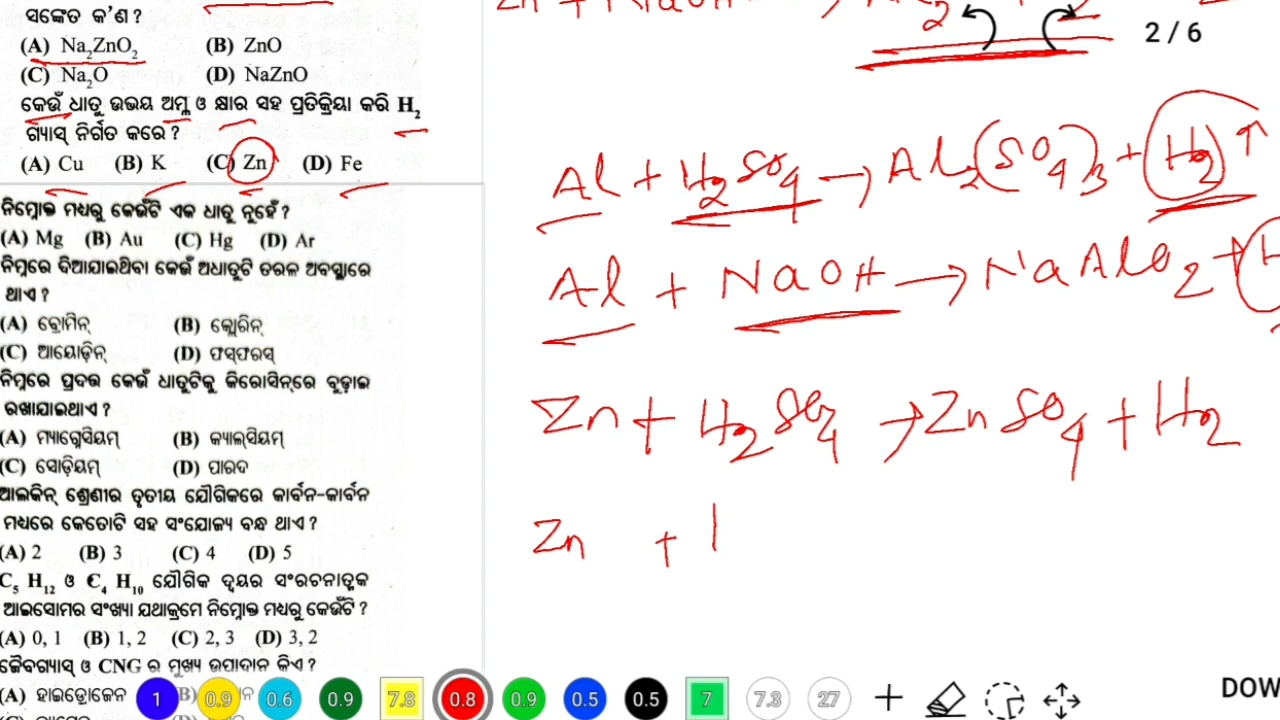 ସଙ୍କେତ କ'ଣ ?
(A) Na₂ZnO₂ (B) ZnO
(C) Na₂O (D) NaZnO
କେଉଁ ଧାତୁ ଉଭୟ ଅମ୍ଳ ଓ କ୍ଷାର ସହ ପ୍ରତିକ୍ରିୟା କରି H₂
ଗ୍ୟାସ୍ ନିର୍ଗତ କରେ ?
(A) Cu (B) K (C) Zn (D) Fe
ନିମ୍ନୋକ୍ତ ମଧ୍ୟରୁ କେଉଁଟି ଏକ ଧାତୁ ନୁହେଁ ?
(A) Mg (B) Au (C) Hg (D) Ar
ନିମ୍ନରେ ଦିଆଯାଇଥିବା କେଉଁ ଅଧାତୁଟି ତରଳ ଅବସ୍ଥାରେ
ଥାଏ ?
(A) ବ୍ରୋମିନ୍ (B) କ୍ଲୋରିନ୍
(C) ଆୟୋଡ଼ିନ୍ (D) ଫସ୍‌ଫରସ୍
ନିମ୍ନରେ ପ୍ରଦତ୍ତ କେଉଁ ଧାତୁଟିକୁ କିରୋସିନ୍‌ରେ ବୁଡ଼ାଇ
ରଖାଯାଇଥାଏ ?
(A) ମ୍ୟାଗ୍ନେସିୟମ୍ (B) କ୍ୟାଲ୍‌ସିୟମ୍
(C) ସୋଡ଼ିୟମ୍ (D) ପାରଦ
ଆଲକିନ୍ ଶ୍ରେଣୀର ତୃତୀୟ ଯୌଗିକରେ କାର୍ବନ-କାର୍ବନ
ମଧ୍ୟରେ କେତୋଟି ସହ ସଂଯୋଜ୍ୟ ବନ୍ଧ ଥାଏ ?
(A) 2 (B) 3 (C) 4 (D) 5
C₅ H₁₂ ଓ C₄ H₁₀ ଯୌଗିକ ଦ୍ୱୟର ସଂରଚନାତ୍ମକ
ଆଇସୋମର ସଂଖ୍ୟା ଯଥାକ୍ରମେ ନିମ୍ନୋକ୍ତ ମଧ୍ୟରୁ କେଉଁଟି ?
(A) 0, 1 (B) 1, 2 (C) 2, 3 (D) 3, 2
ଜୈବଗ୍ୟାସ୍ ଓ CNG ର ମୁଖ୍ୟ ଉପାଦାନ କିଏ ?
(A) ହାଇଡ୍ରୋଜେନ (B)
2 / 6
Al + H₂SO₄ → Al₂(SO₄)₃ + H₂ ↑
Al + NaOH → NaAlO₂ + H
Zn + H₂SO₄ → ZnSO₄ + H₂
Zn +
1 0.9 0.6 0.9 7.8 0.8 0.9 0.5 0.5 7 7.3 27
DOW